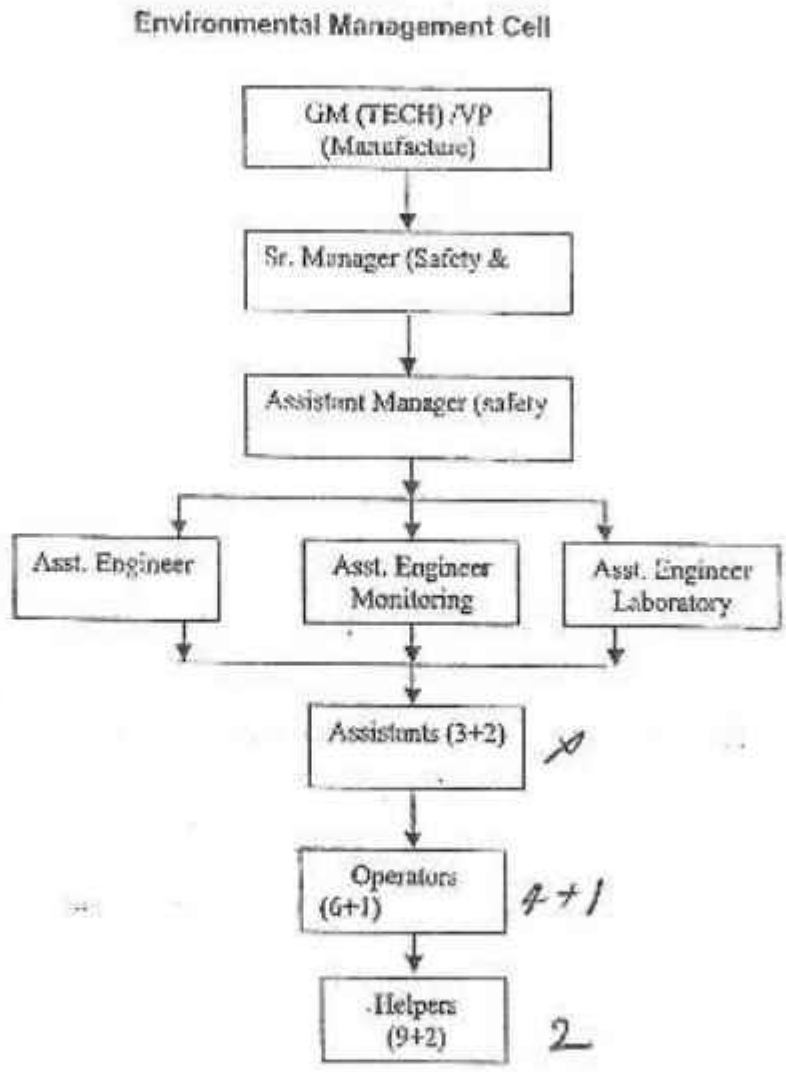 Environmental Management Cell
GM (TECH) /VP
(Manufacture)
Sr. Manager (Safety &
Assistant Manager (safety
Asst. Engineer
Asst. Engineer
Monitoring
Asst. Engineer
Laboratory
Assistants (3+2)
Operators
(6+1)
4+1
Helpers
(9+2)
2